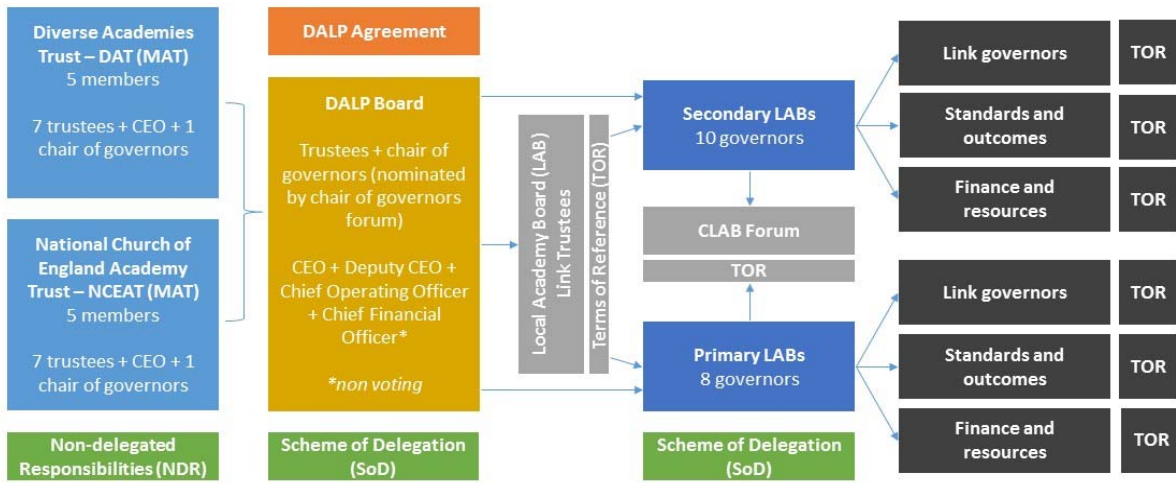 Diverse Academies
Trust – DAT (MAT)
5 members
7 trustees + CEO + 1
chair of governors
National Church of
England Academy
Trust – NCEAT (MAT)
5 members
7 trustees + CEO + 1
chair of governors
Non-delegated
Responsibilities (NDR)
DALP Agreement
DALP Board
Trustees + chair of
governors (nominated
by chair of governors
forum)
CEO + Deputy CEO +
Chief Operating Officer
+ Chief Financial
Officer*
*non voting
Scheme of Delegation
(SoD)
Local Academy Board (LAB)
Link Trustees
Terms of Reference (TOR)
Secondary LABs
10 governors
CLAB Forum
TOR
Primary LABs
8 governors
Scheme of Delegation
(SoD)
Link governors
TOR
Standards and
outcomes
TOR
Finance and
resources
TOR
Link governors
TOR
Standards and
outcomes
TOR
Finance and
resources
TOR